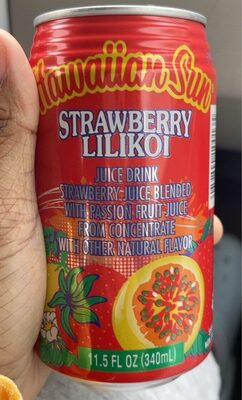 Hawaiian Sun
STRAWBERRY
LILIKOI
JUICE DRINK
STRAWBERRY JUICE BLENDED
WITH PASSION FRUIT JUICE
FROM CONCENTRATE
WITH OTHER NATURAL FLAVOR
11.5 FL OZ (340mL)